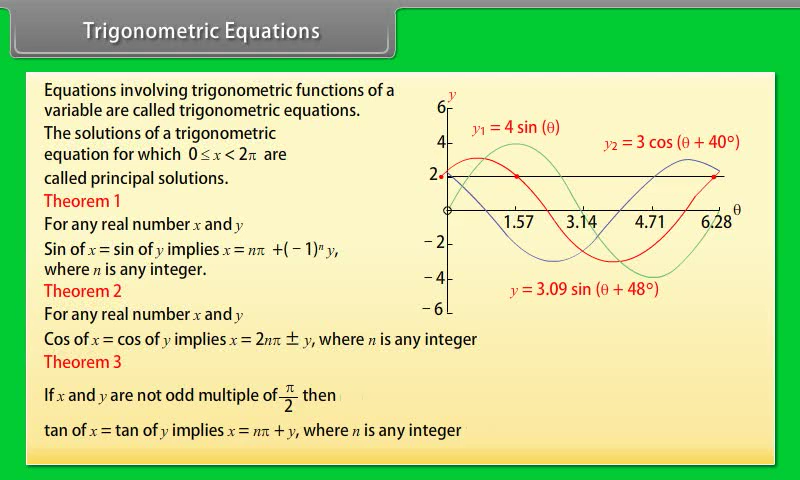 Trigonometric Equations
Equations involving trigonometric functions of a
variable are called trigonometric equations.
The solutions of a trigonometric
equation for which 0 ≤ x < 2π are
called principal solutions.
Theorem 1
For any real number x and y
Sin of x = sin of y implies x = nπ +(− 1)ⁿ y,
where n is any integer.
Theorem 2
For any real number x and y
Cos of x = cos of y implies x = 2nπ ± y, where n is any integer
Theorem 3
If x and y are not odd multiple of π/2 then
tan of x = tan of y implies x = nπ + y, where n is any integer
y
6
y₁ = 4 sin (θ)
4
y₂ = 3 cos (θ + 40°)
2
θ
1.57 3.14 4.71 6.28
− 2
− 4
y = 3.09 sin (θ + 48°)
− 6